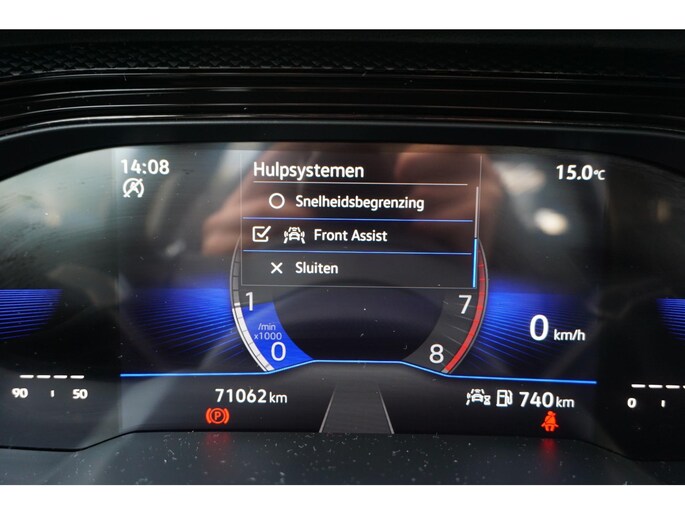 14:08
Hulpsystemen
15.0°C
Snelheidsbegrenzing
Front Assist
Sluiten
1
7
/min
x1000
0
8
0 km/h
90 50
71062 km
740 km
0
P